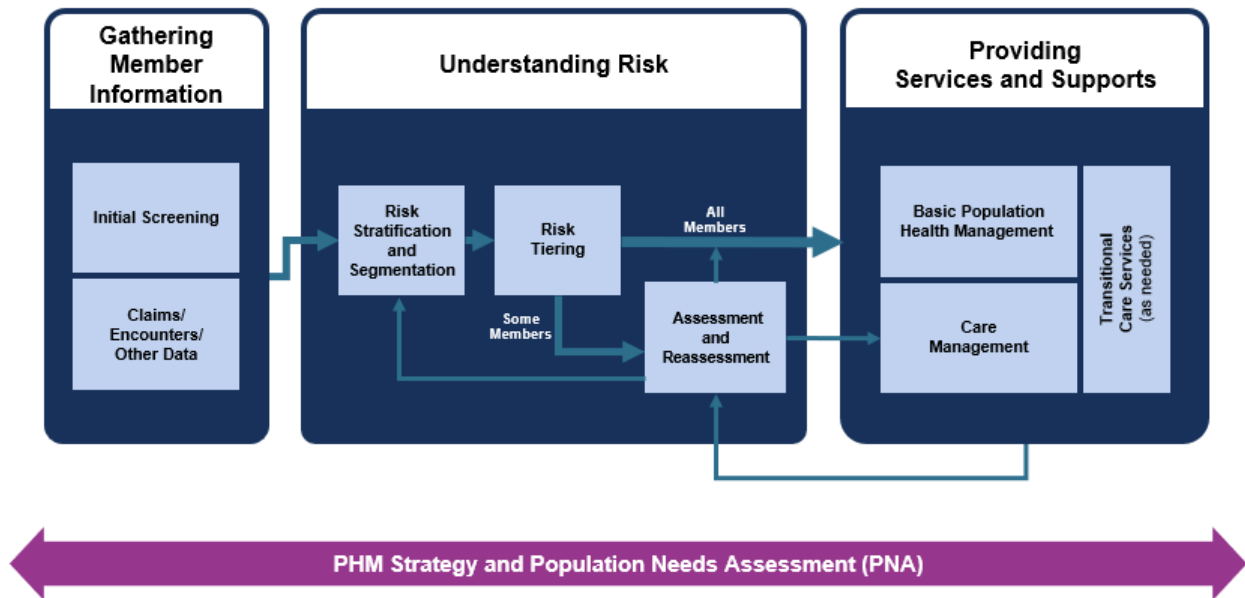 Gathering
Member
Information
Initial Screening
Claims/
Encounters/
Other Data
Understanding Risk
Risk
Stratification
and
Segmentation
Risk
Tiering
All
Members
Some
Members
Assessment
and
Reassessment
Providing
Services and Supports
Basic Population
Health Management
Care
Management
Transitional
Care Services
(as needed)
PHM Strategy and Population Needs Assessment (PNA)